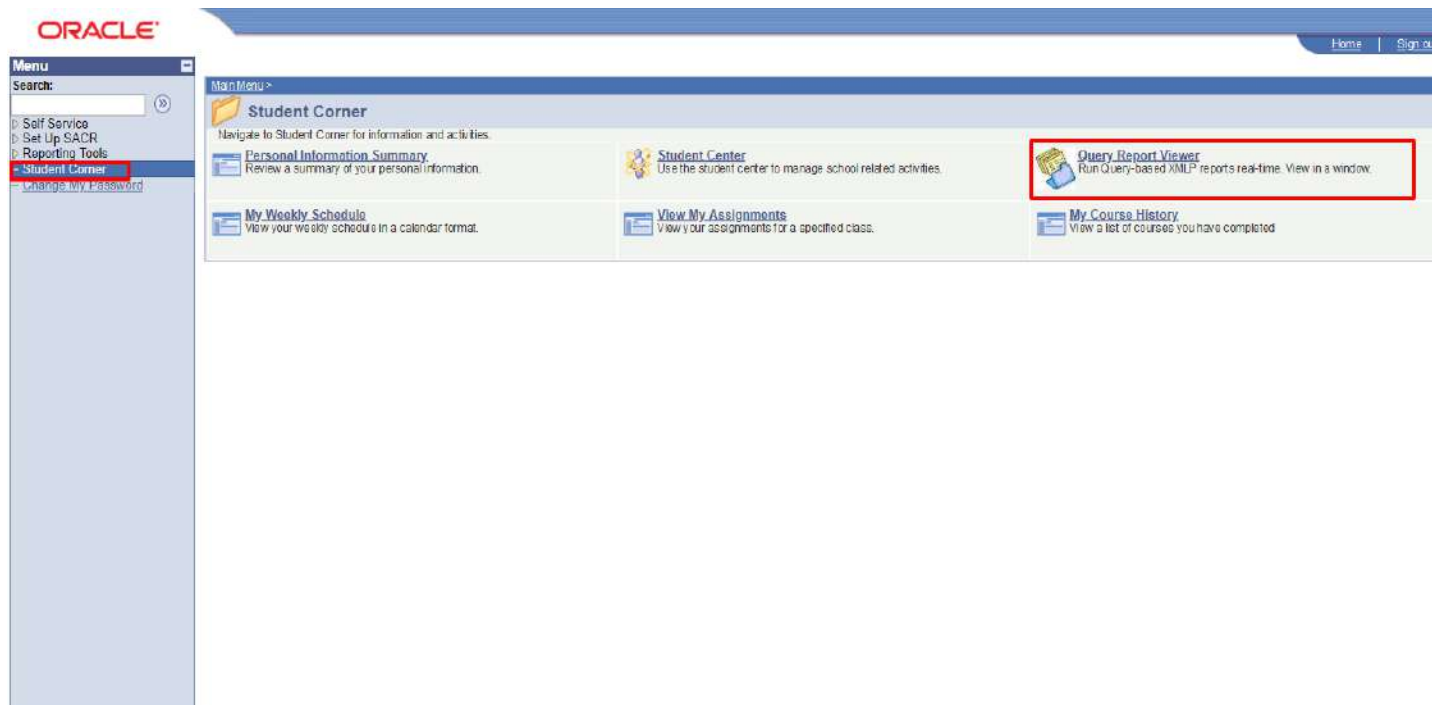 ORACLE
Home | Sign ou
Menu
Search:
Self Service
Set Up SACR
Reporting Tools
– Student Corner
– Change My Password
Main Menu >
Student Corner
Navigate to Student Corner for information and activities.
Personal Information Summary
Review a summary of your personal information.
Student Center
Use the student center to manage school related activities.
Query Report Viewer
Run Query-based XMLP reports real-time. View in a window.
My Weekly Schedule
View your weekly schedule in a calendar format.
View My Assignments
View your assignments for a specified class.
My Course History
View a list of courses you have completed